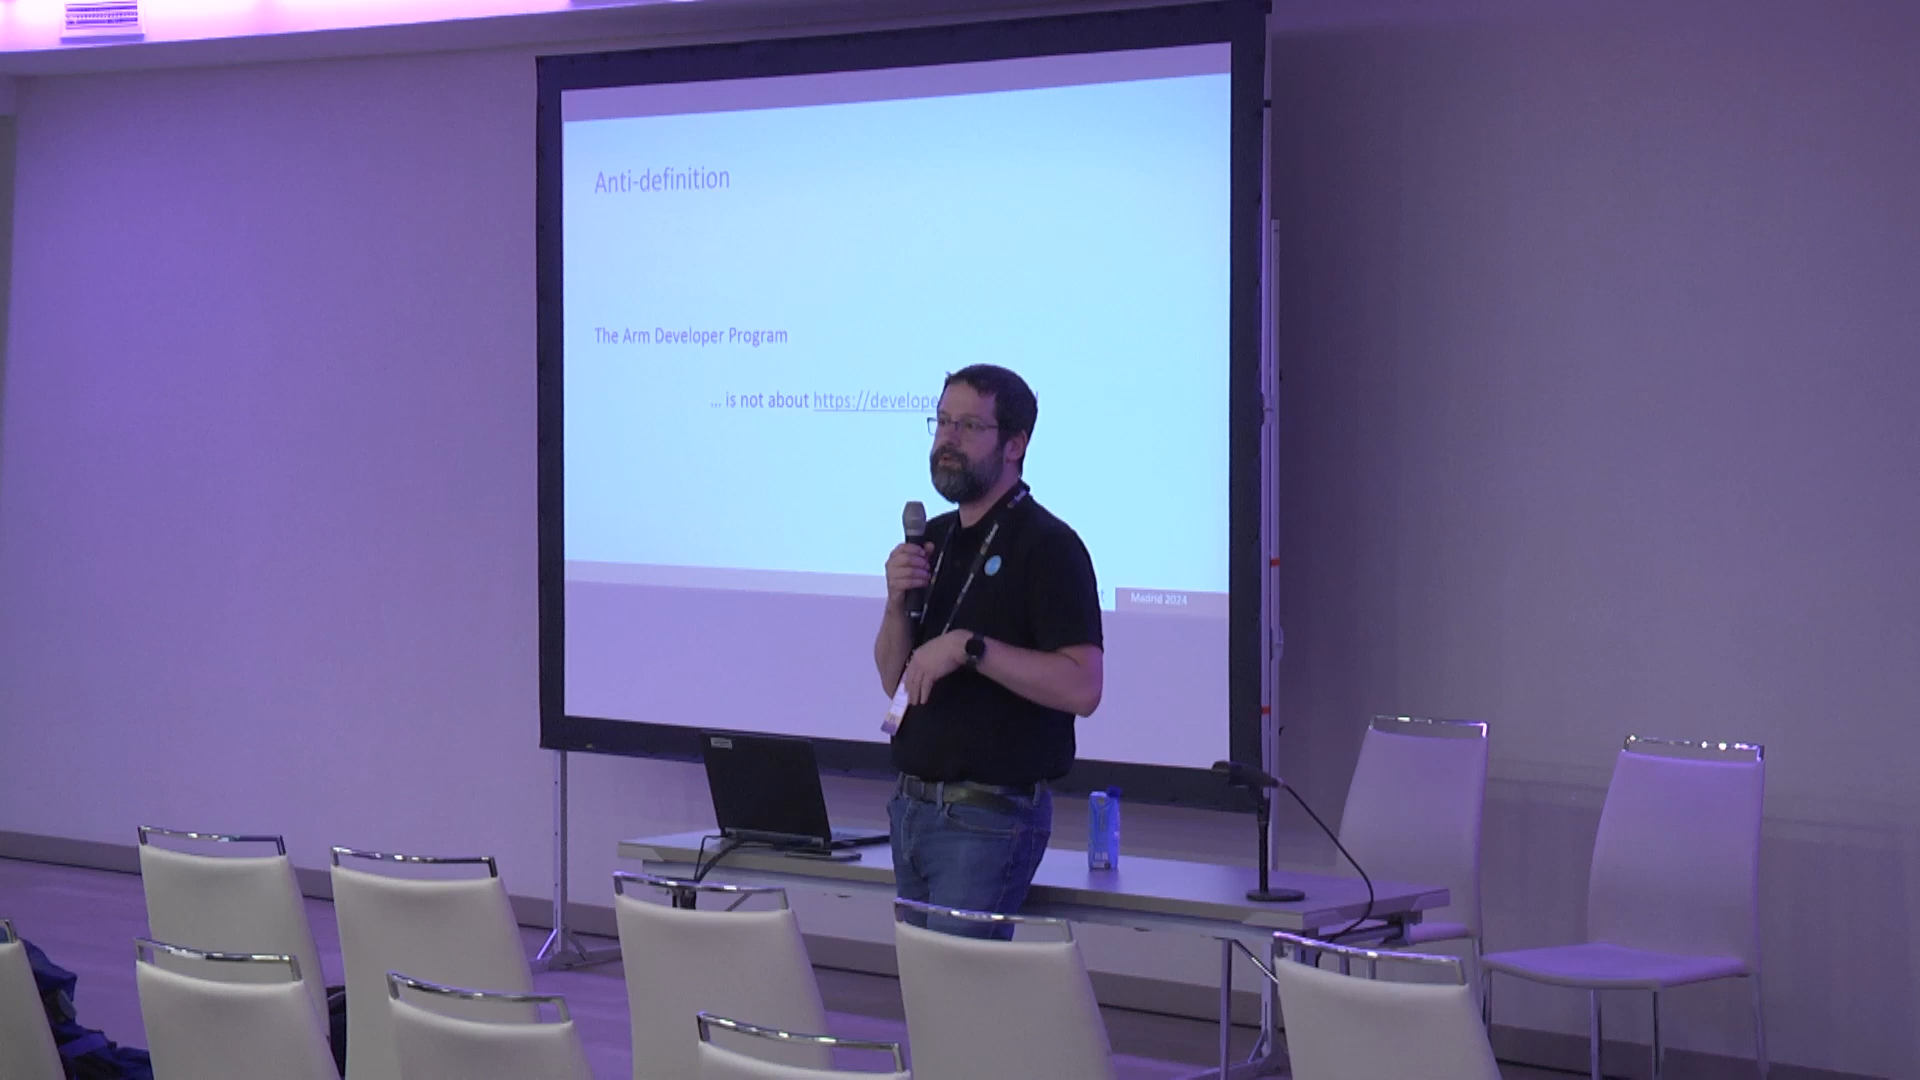 Anti-definition
The Arm Developer Program
... is not about https://develope
Madrid 2024